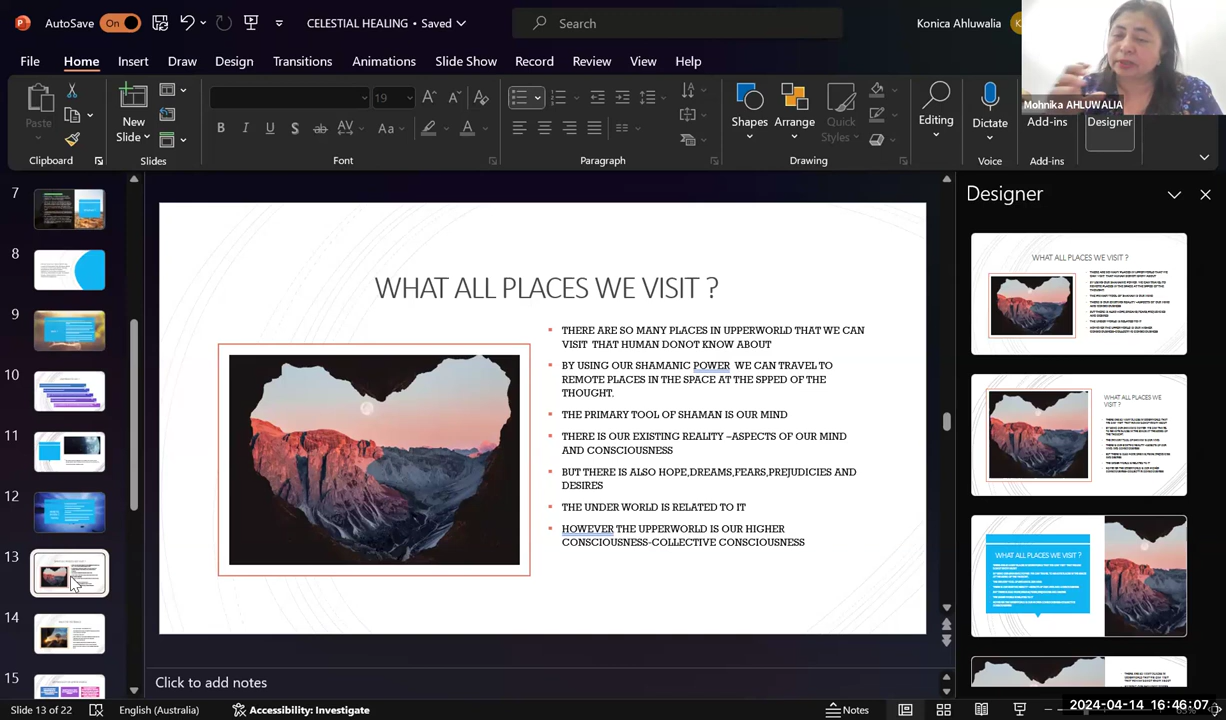 AutoSave On CELESTIAL HEALING • Saved Search Konica Ahluwalia
File Home Insert Draw Design Transitions Animations Slide Show Record Review View Help
Mohnika AHLUWALIA
Paste New Slide 19 Shapes Arrange Quick Styles Editing Dictate Add-ins Designer
Clipboard Slides Font Paragraph Drawing Voice Add-ins
7
8
9
10
11
12
13
14
15
WHAT ALL PLACES WE VISIT ?
THERE ARE SO MANY PLACES IN UPPERWORLD THAT WE CAN
VISIT THAT HUMAN DONOT KNOW ABOUT
BY USING OUR SHAMANIC POWER WE CAN TRAVEL TO
REMOTE PLACES IN THE SPACE AT THE SPPED OF THE
THOUGHT.
THE PRIMARY TOOL OF SHAMAN IS OUR MIND
THERE IS OUR EXISTING REALITY –ASPECTS OF OUR MIND
AND CONSCIOUSNESS
BUT THERE IS ALSO HOPE,DREAMS,FEARS,PREJUDICIES AND
DESIRES
THE UNDER WORLD IS RELATED TO IT
HOWEVER THE UPPERWORLD IS OUR HIGHER
CONSCIOUSNESS-COLLECTIVE CONSCIOUSNESS
Designer
WHAT ALL PLACES WE VISIT ?
WHAT ALL PLACES WE
VISIT ?
WHAT ALL PLACES WE VISIT ?
Click to add notes
Slide 13 of 22 English (Australia) Accessibility: Investigate Notes
2024-04-14 16:46:07